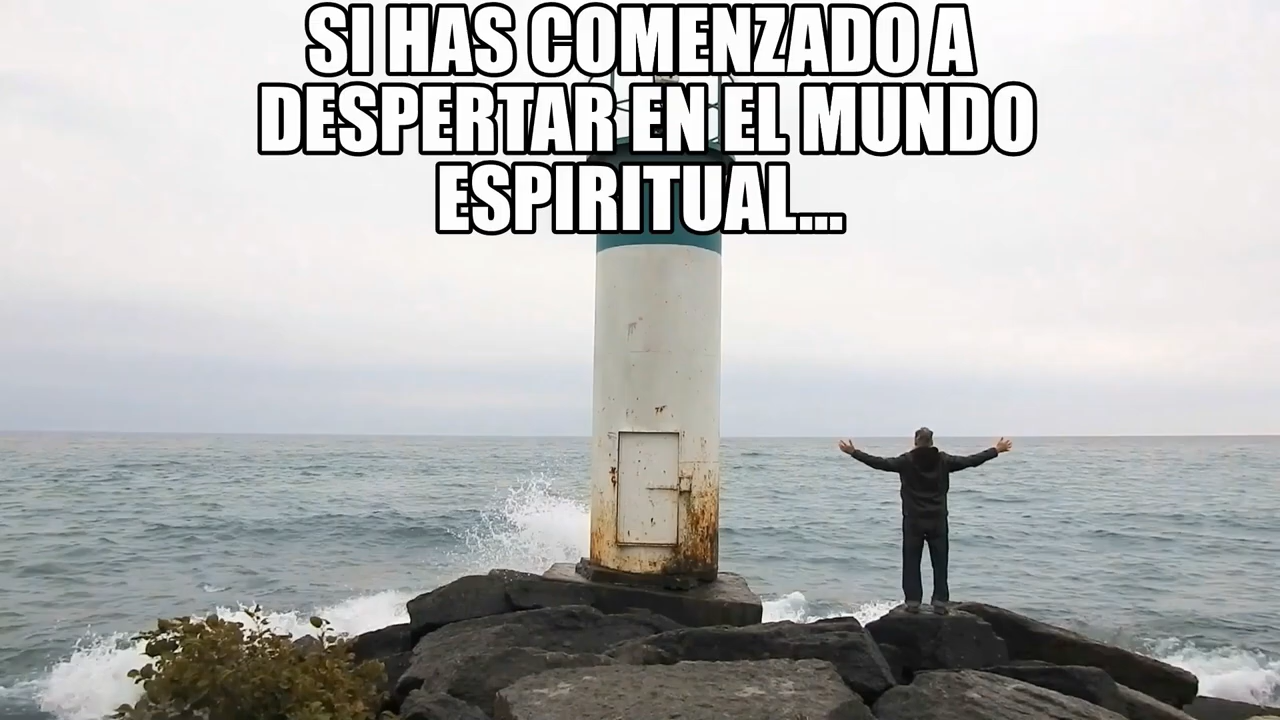 SI HAS COMENZADO A
DESPERTAR EN EL MUNDO
ESPIRITUAL...